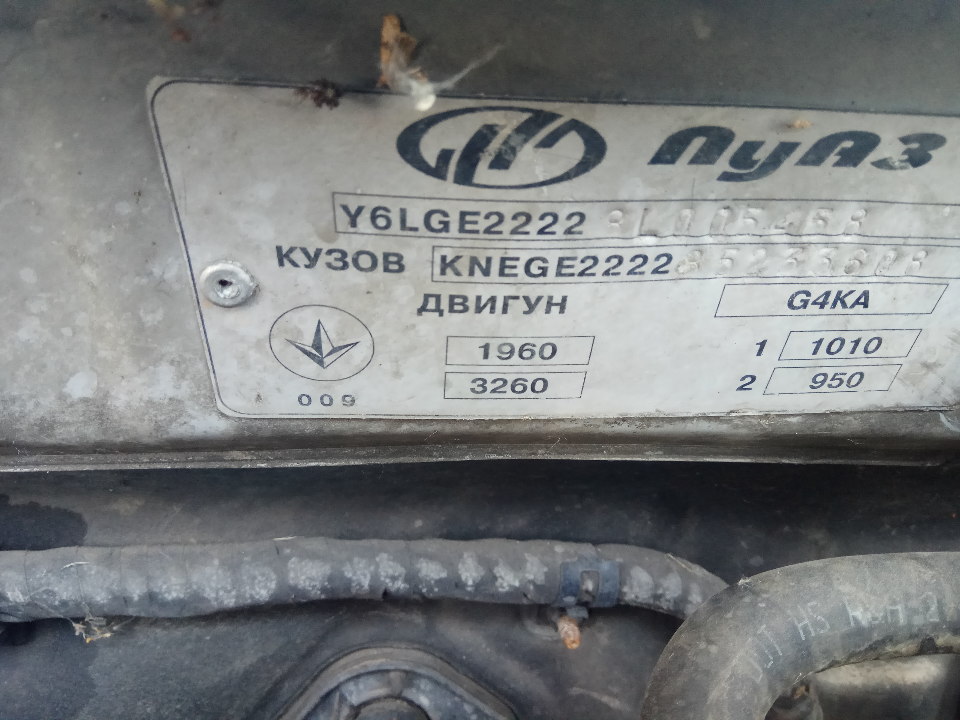 ЛуАЗ
Y6LGE2222
КУЗОВ KNEGE2222
ДВИГУН G4KA
1960 1 1010
3260 2 950
009